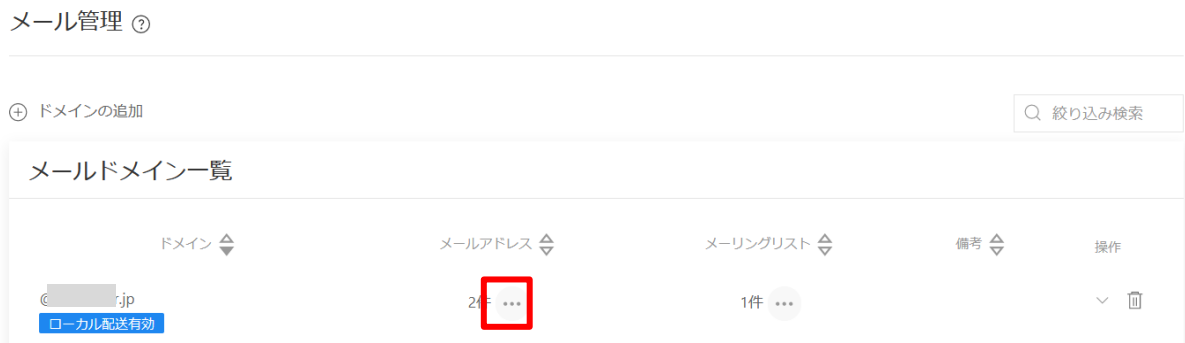 メール管理 ?
ドメインの追加
絞り込み検索
メールドメイン一覧
ドメイン メールアドレス メーリングリスト 備考 操作
.jp 2件 ... 1件 ...
ローカル配送有効